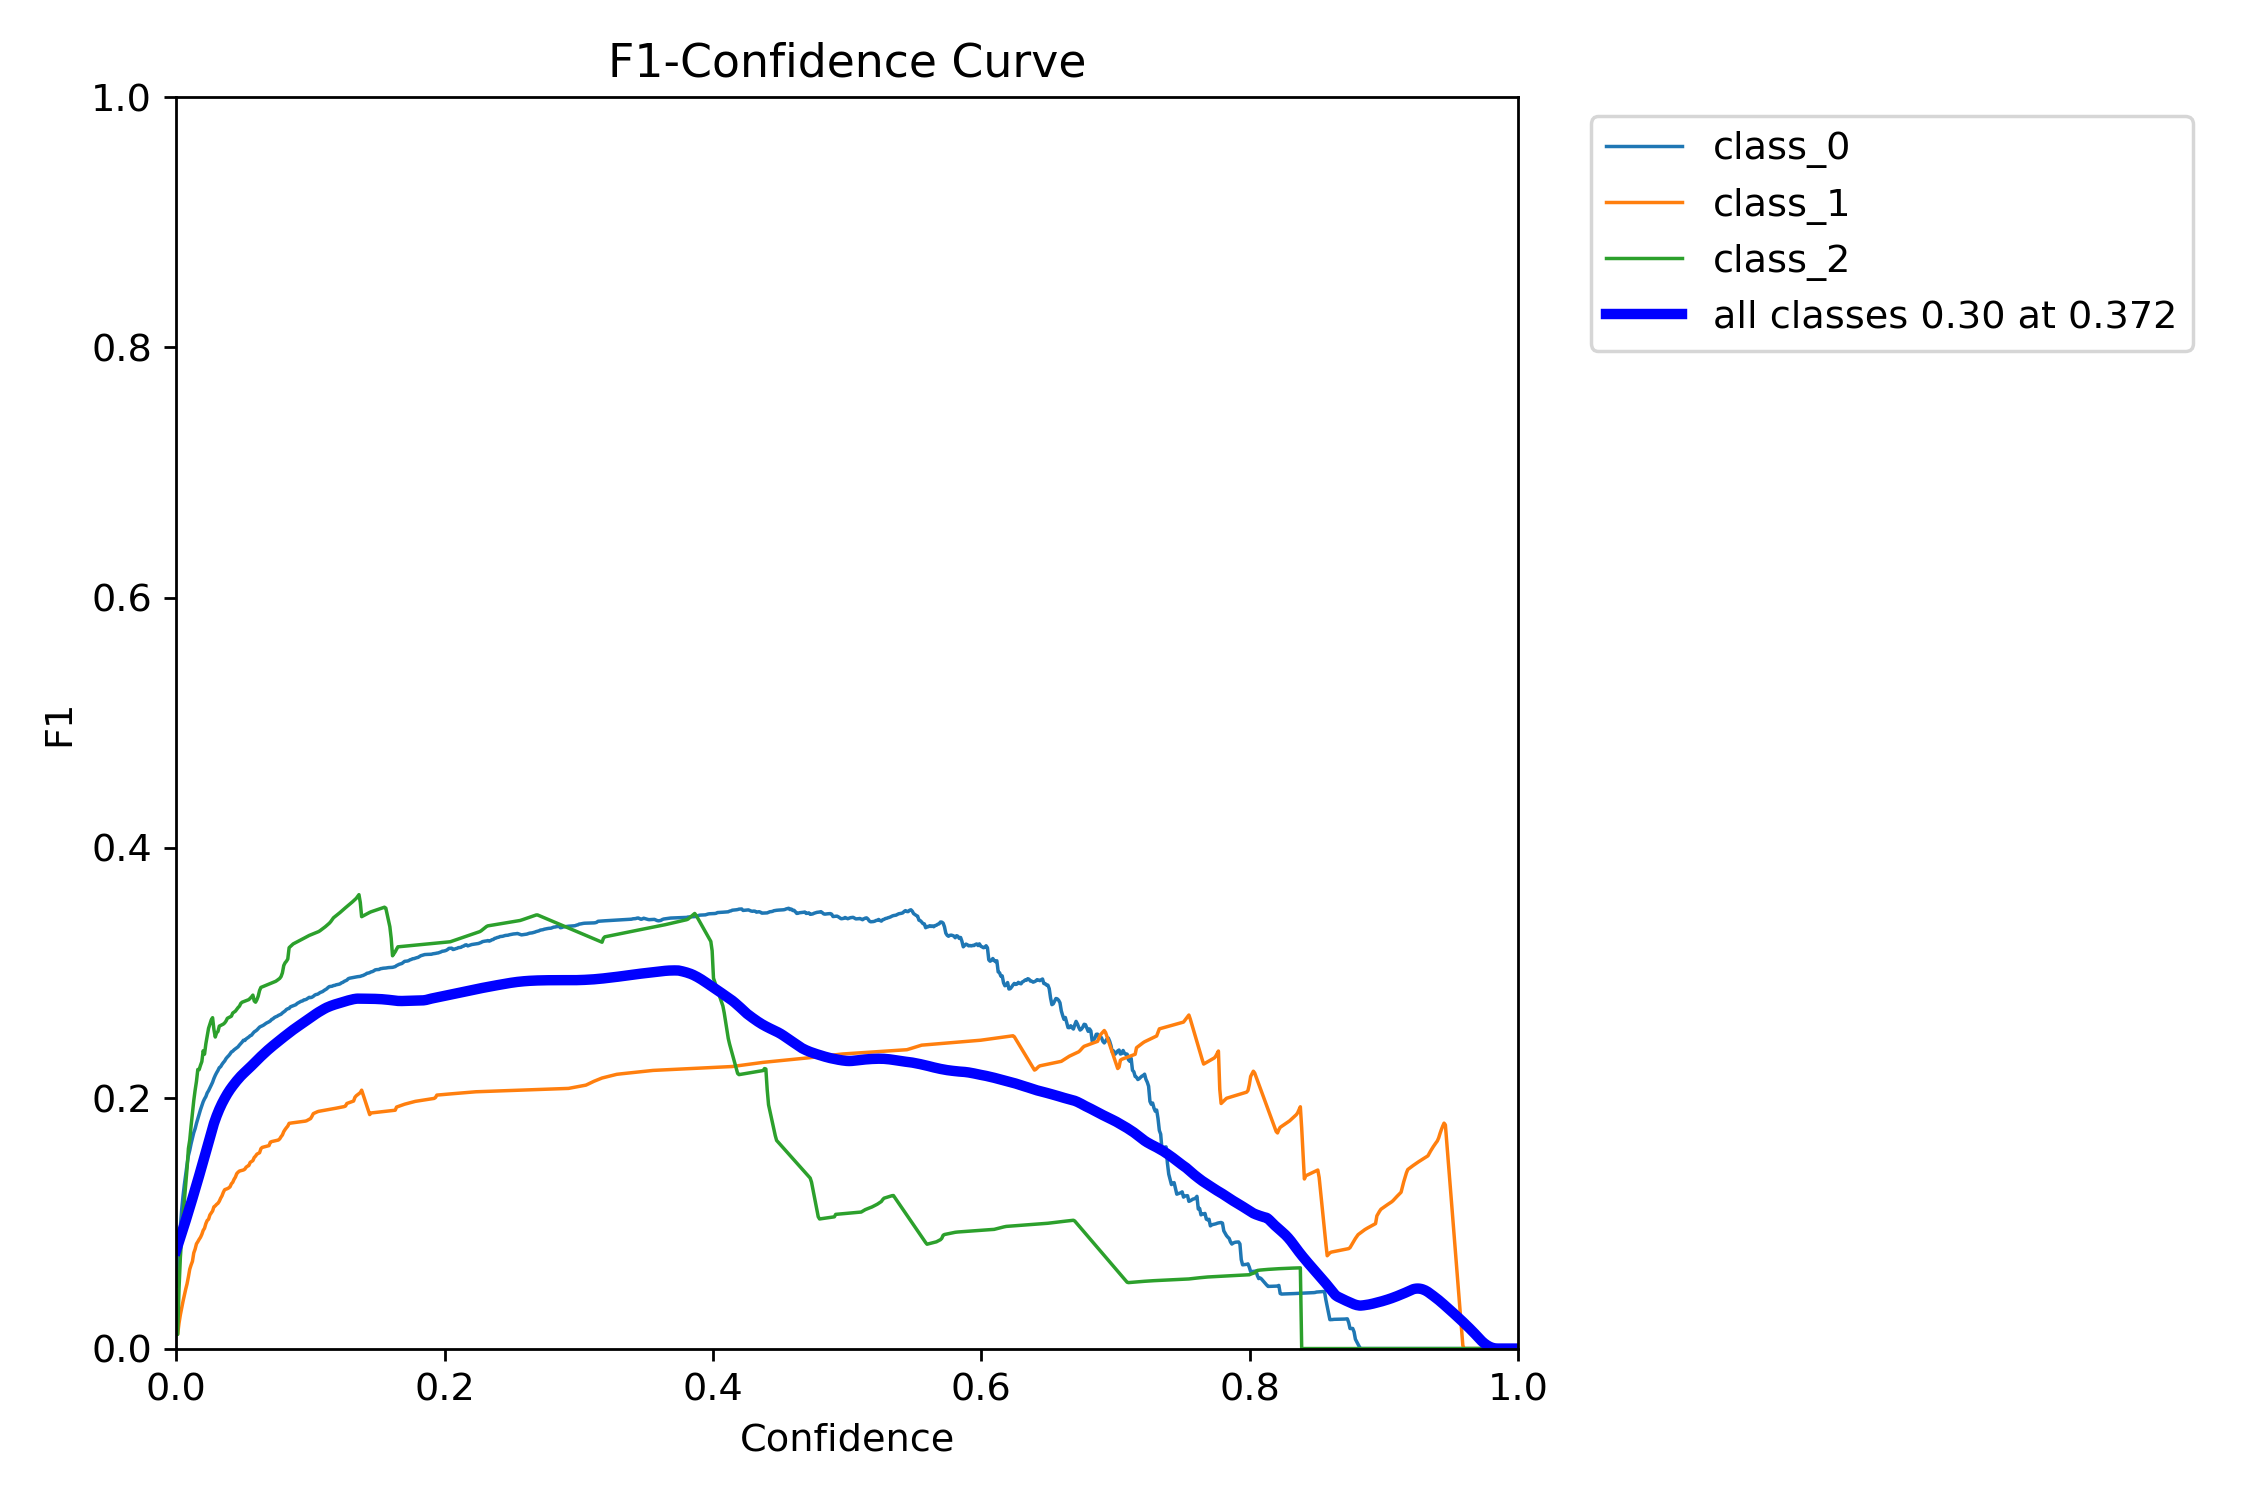 F1-Confidence Curve
1.0
0.8
0.6
0.4
0.2
0.0
F1
0.0 0.2 0.4 0.6 0.8 1.0
Confidence
class_0
class_1
class_2
all classes 0.30 at 0.372